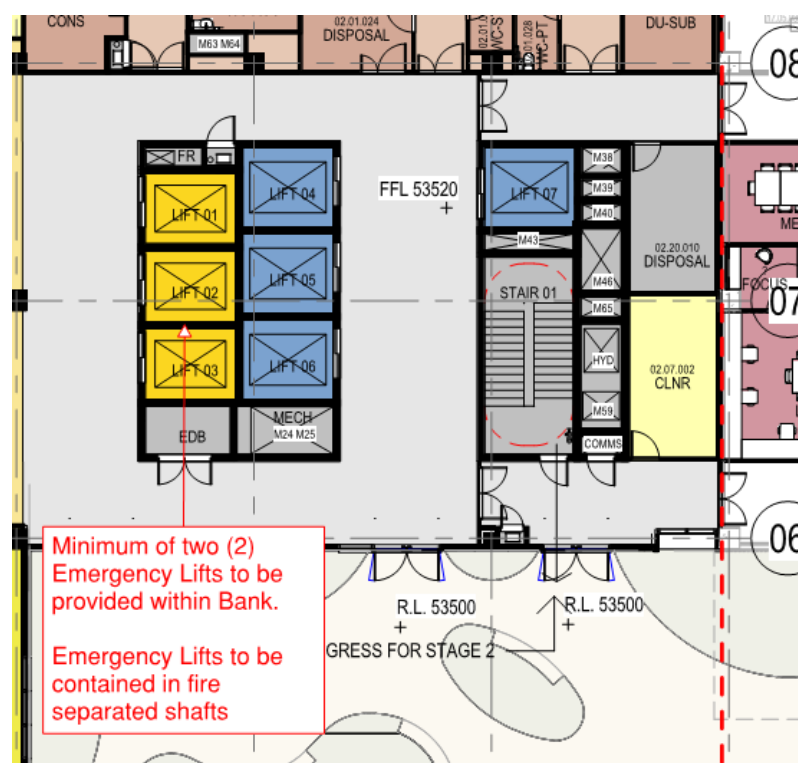 CONS
M63 M64
02.01.024
DISPOSAL
02.01.028
WC-PT
DU-SUB
08
FR
LIFT 01
LIFT 02
LIFT 03
LIFT 04
LIFT 05
LIFT 06
EDB
MECH
M24 M25
FFL 53520
LIFT 07
M43
STAIR 01
M38
M39
M40
M46
M65
HYD
M59
COMMS
02.20.010
DISPOSAL
02.07.002
CLNR
ME
FOCUS
07
06
Minimum of two (2)
Emergency Lifts to be
provided within Bank.
Emergency Lifts to be
contained in fire
separated shafts
R.L. 53500
R.L. 53500
GRESS FOR STAGE 2